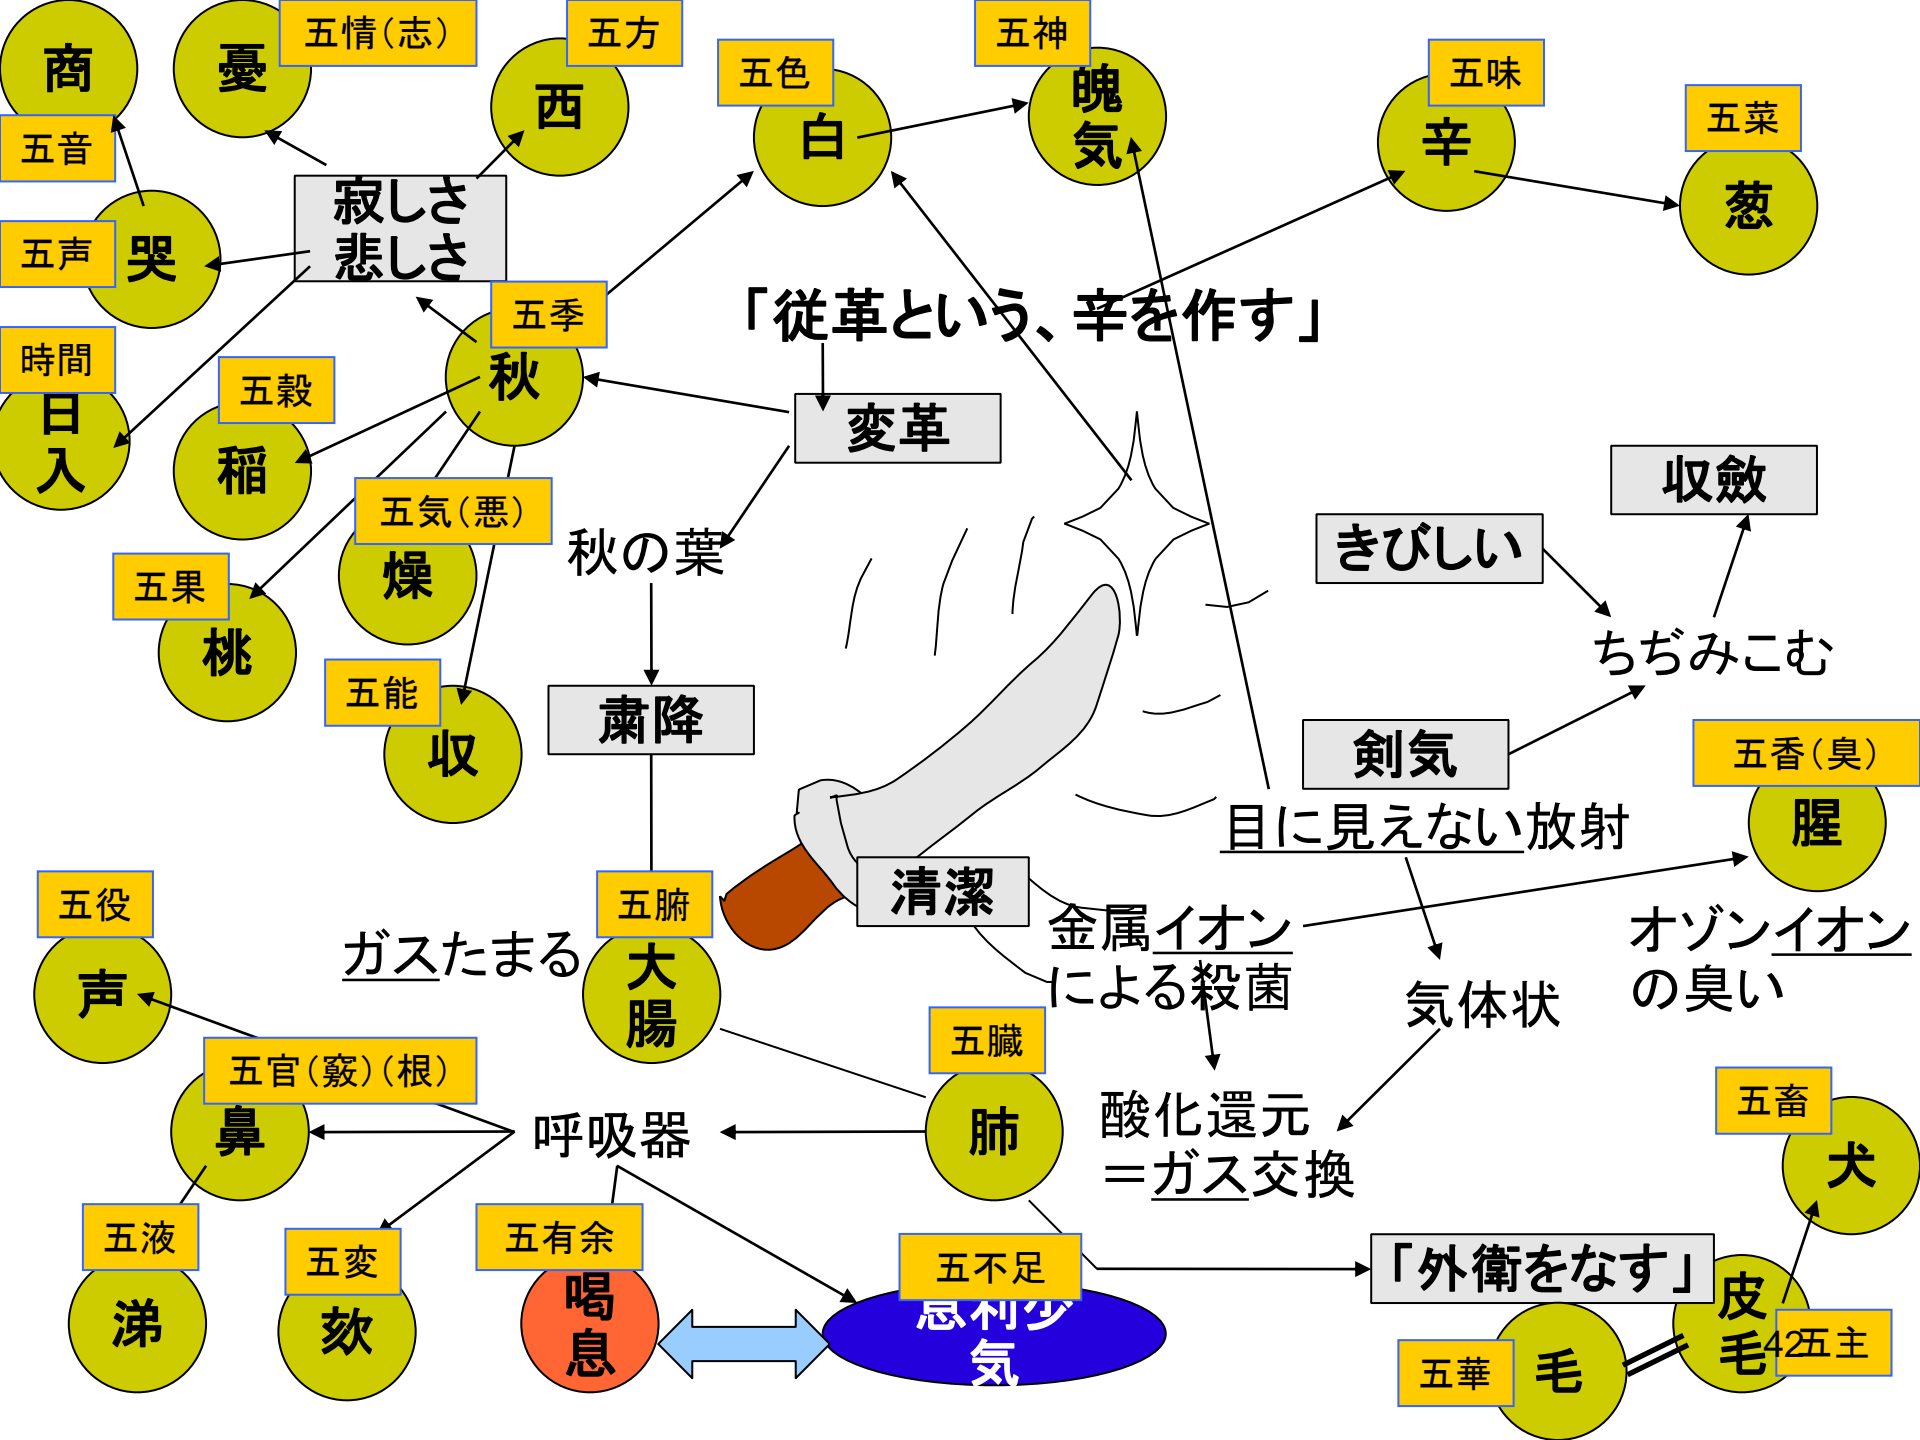 商
五音
憂
五情（志）
西
五方
白
五色
魄
気
五神
辛
五味
葱
五菜
寂しさ
悲しさ
哭
五声
時間
日
入
秋
五季
五穀
稲
「従革という、辛を作す」
変革
収斂
きびしい
五気（悪）
燥
秋の葉
五果
桃
五能
収
粛降
ちぢみこむ
剣気
目に見えない放射
五香（臭）
腥
清潔
金属イオン
による殺菌
オゾンイオン
の臭い
五役
声
ガスたまる
五腑
大
腸
気体状
五臓
肺
五官（竅）（根）
鼻
呼吸器
酸化還元
＝ガス交換
五畜
犬
五液
涕
五変
欬
五有余
喝
息
五不足
息利少
気
「外衛をなす」
皮
毛
五主
五華
毛
42